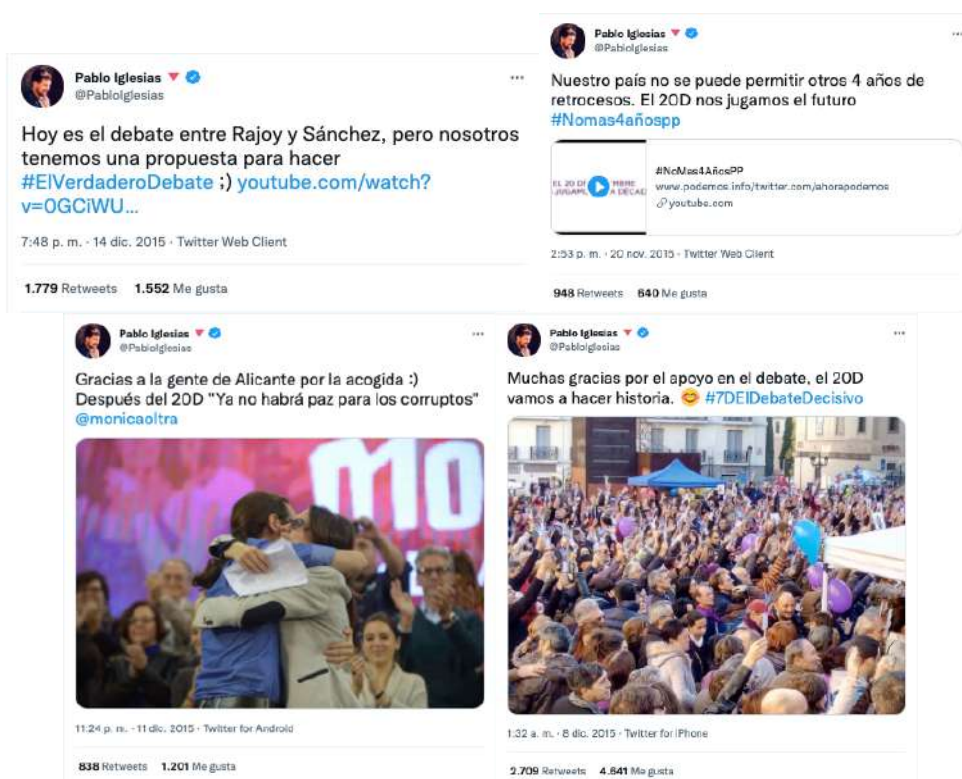 Pablo Iglesias
@PabloIglesias
Hoy es el debate entre Rajoy y Sánchez, pero nosotros
tenemos una propuesta para hacer
#ElVerdaderoDebate ;) youtube.com/watch?
v=0GCiWU...
7:48 p. m. · 14 dic. 2015 · Twitter Web Client
1.779 Retweets 1.552 Me gusta
Pablo Iglesias
@PabloIglesias
Nuestro país no se puede permitir otros 4 años de
retrocesos. El 20D nos jugamos el futuro
#Nomas4añospp
EL 20 DE
#NoMas4AñosPP
www.podemos.info/twitter.com/ahorapodemos
youtube.com
2:53 p. m. · 20 nov. 2015 · Twitter Web Client
948 Retweets 640 Me gusta
Pablo Iglesias
@PabloIglesias
Gracias a la gente de Alicante por la acogida :)
Después del 20D "Ya no habrá paz para los corruptos"
@monicaoltra
MO
11:24 p. m. · 11 dic. 2015 · Twitter for Android
838 Retweets 1.201 Me gusta
Pablo Iglesias
@PabloIglesias
Muchas gracias por el apoyo en el debate, el 20D
vamos a hacer historia. 😊 #7DElDebateDecisivo
1:32 a. m. · 8 dic. 2015 · Twitter for iPhone
2.709 Retweets 4.641 Me gusta